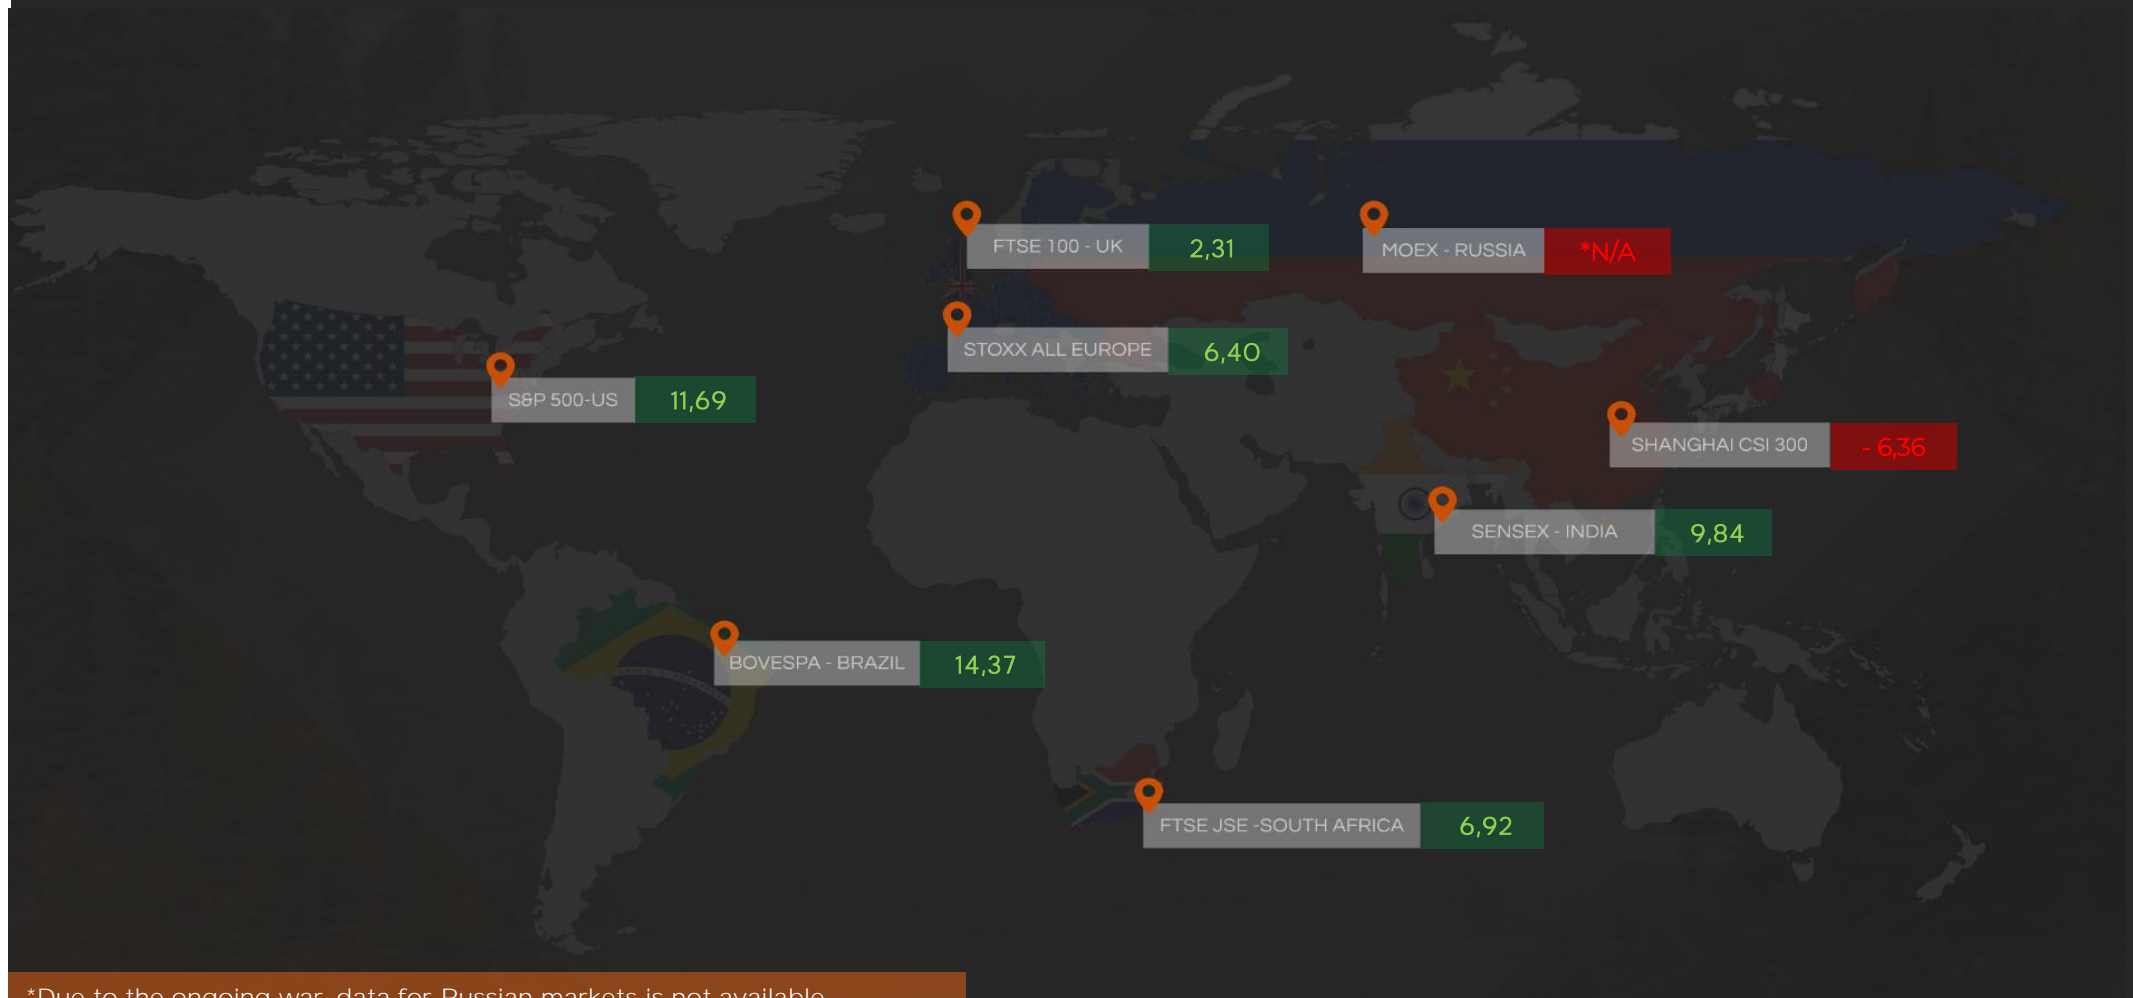 FTSE 100 - UK
2,31
MOEX - RUSSIA
*N/A
STOXX ALL EUROPE
6,40
S&P 500-US
11,69
SHANGHAI CSI 300
- 6,36
SENSEX - INDIA
9,84
BOVESPA - BRAZIL
14,37
FTSE JSE -SOUTH AFRICA
6,92
*Due to the ongoing war, data for Russian markets is not available